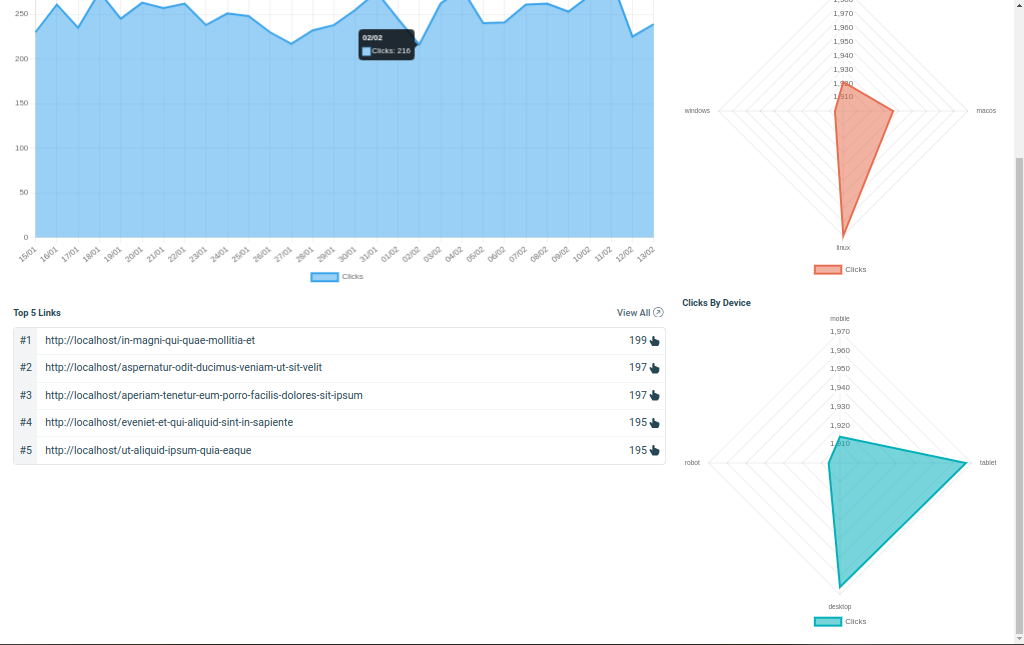 250
200
150
100
50
0
02/02
Clicks: 216
15/01 16/01 17/01 18/01 19/01 20/01 21/01 22/01 23/01 24/01 25/01 26/01 27/01 28/01 29/01 30/01 31/01 01/02 02/02 03/02 04/02 05/02 06/02 07/02 08/02 09/02 10/02 11/02 12/02 13/02
Clicks
1,970
1,960
1,950
1,940
1,930
1,920
1,910
windows
macos
linux
Clicks
Top 5 Links
View All
#1 http://localhost/in-magni-qui-quae-mollitia-et 199
#2 http://localhost/aspernatur-odit-ducimus-veniam-ut-sit-velit 197
#3 http://localhost/aperiam-tenetur-eum-porro-facilis-dolores-sit-ipsum 197
#4 http://localhost/eveniet-et-qui-aliquid-sint-in-sapiente 195
#5 http://localhost/ut-aliquid-ipsum-quia-eaque 195
Clicks By Device
mobile
1,970
1,960
1,950
1,940
1,930
1,920
1,910
robot
tablet
desktop
Clicks